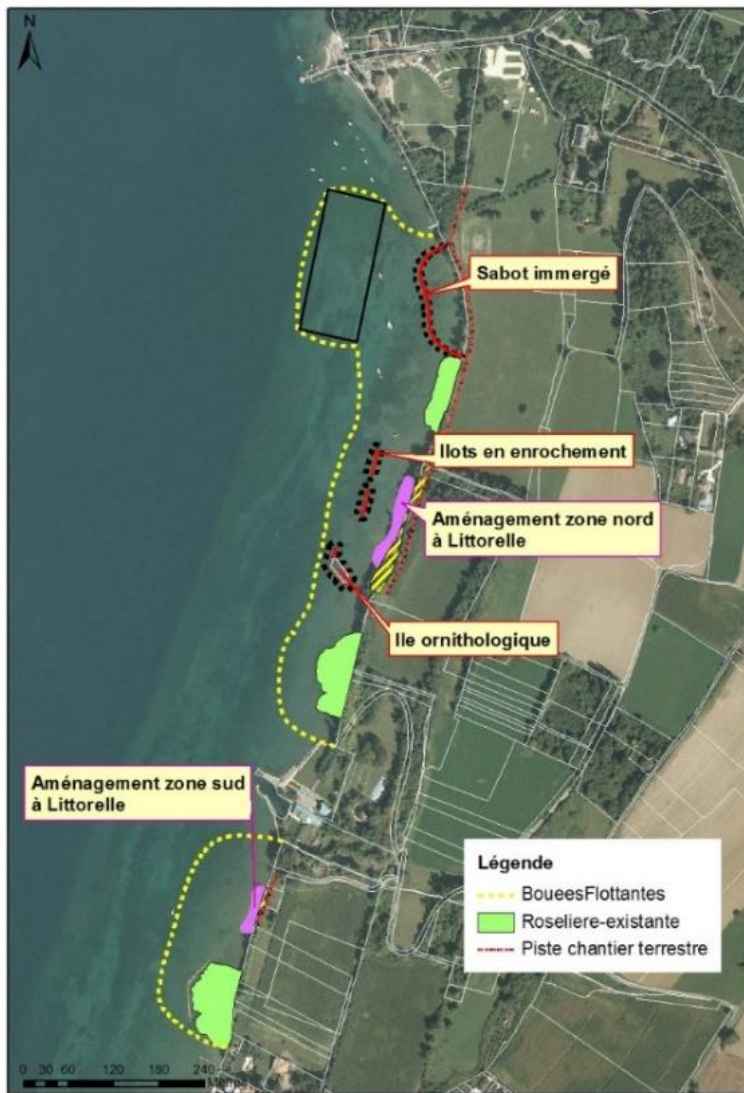 N
Sabot immergé
Ilots en enrochement
Aménagement zone nord
à Littorelle
Ile ornithologique
Aménagement zone sud
à Littorelle
Légende
BoueesFlottantes
Roseliere-existante
Piste chantier terrestre
0 30 60 120 180 240
Mètres